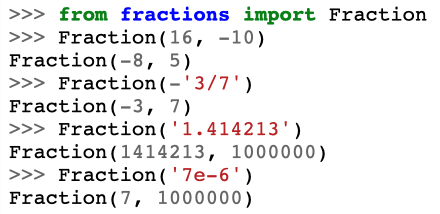 >>> from fractions import Fraction
>>> Fraction(16, -10)
Fraction(-8, 5)
>>> Fraction(-'3/7')
Fraction(-3, 7)
>>> Fraction('1.414213')
Fraction(1414213, 1000000)
>>> Fraction('7e-6')
Fraction(7, 1000000)